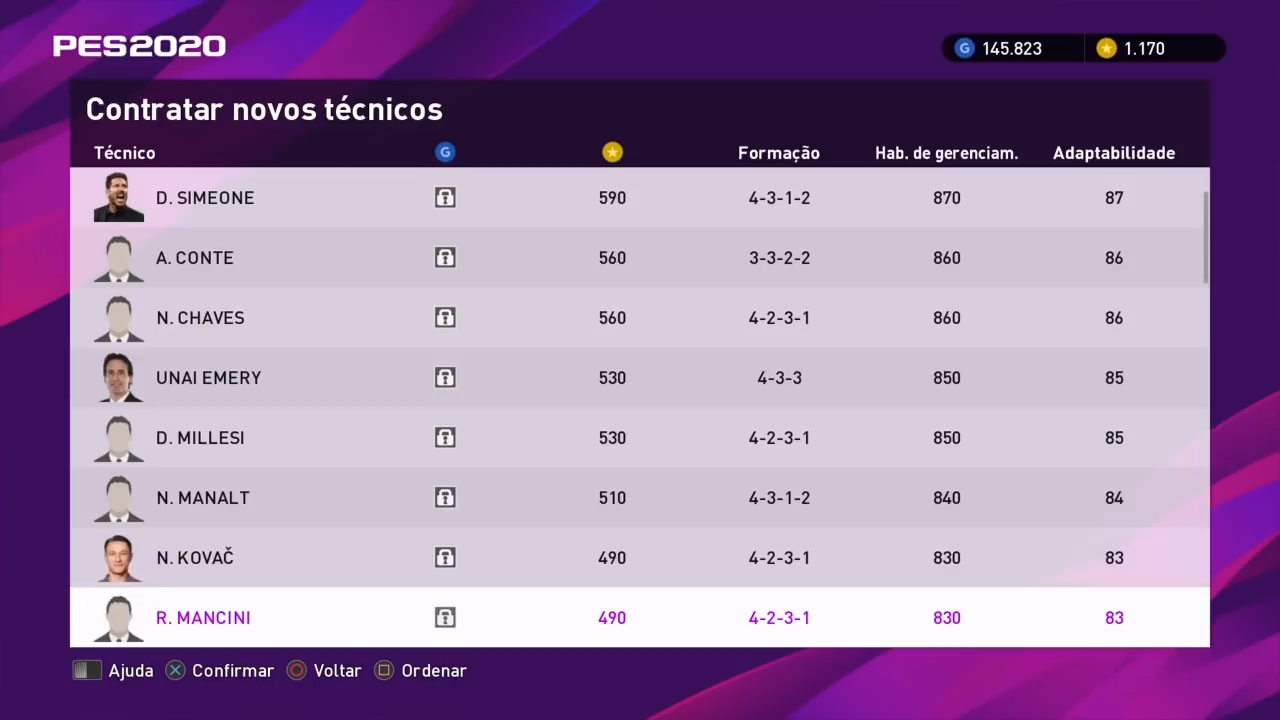 PES2020
G 145.823 1.170
Contratar novos técnicos
Técnico G Formação Hab. de gerenciam. Adaptabilidade
D. SIMEONE 590 4-3-1-2 870 87
A. CONTE 560 3-3-2-2 860 86
N. CHAVES 560 4-2-3-1 860 86
UNAI EMERY 530 4-3-3 850 85
D. MILLESI 530 4-2-3-1 850 85
N. MANALT 510 4-3-1-2 840 84
N. KOVAČ 490 4-2-3-1 830 83
R. MANCINI 490 4-2-3-1 830 83
Ajuda Confirmar Voltar Ordenar